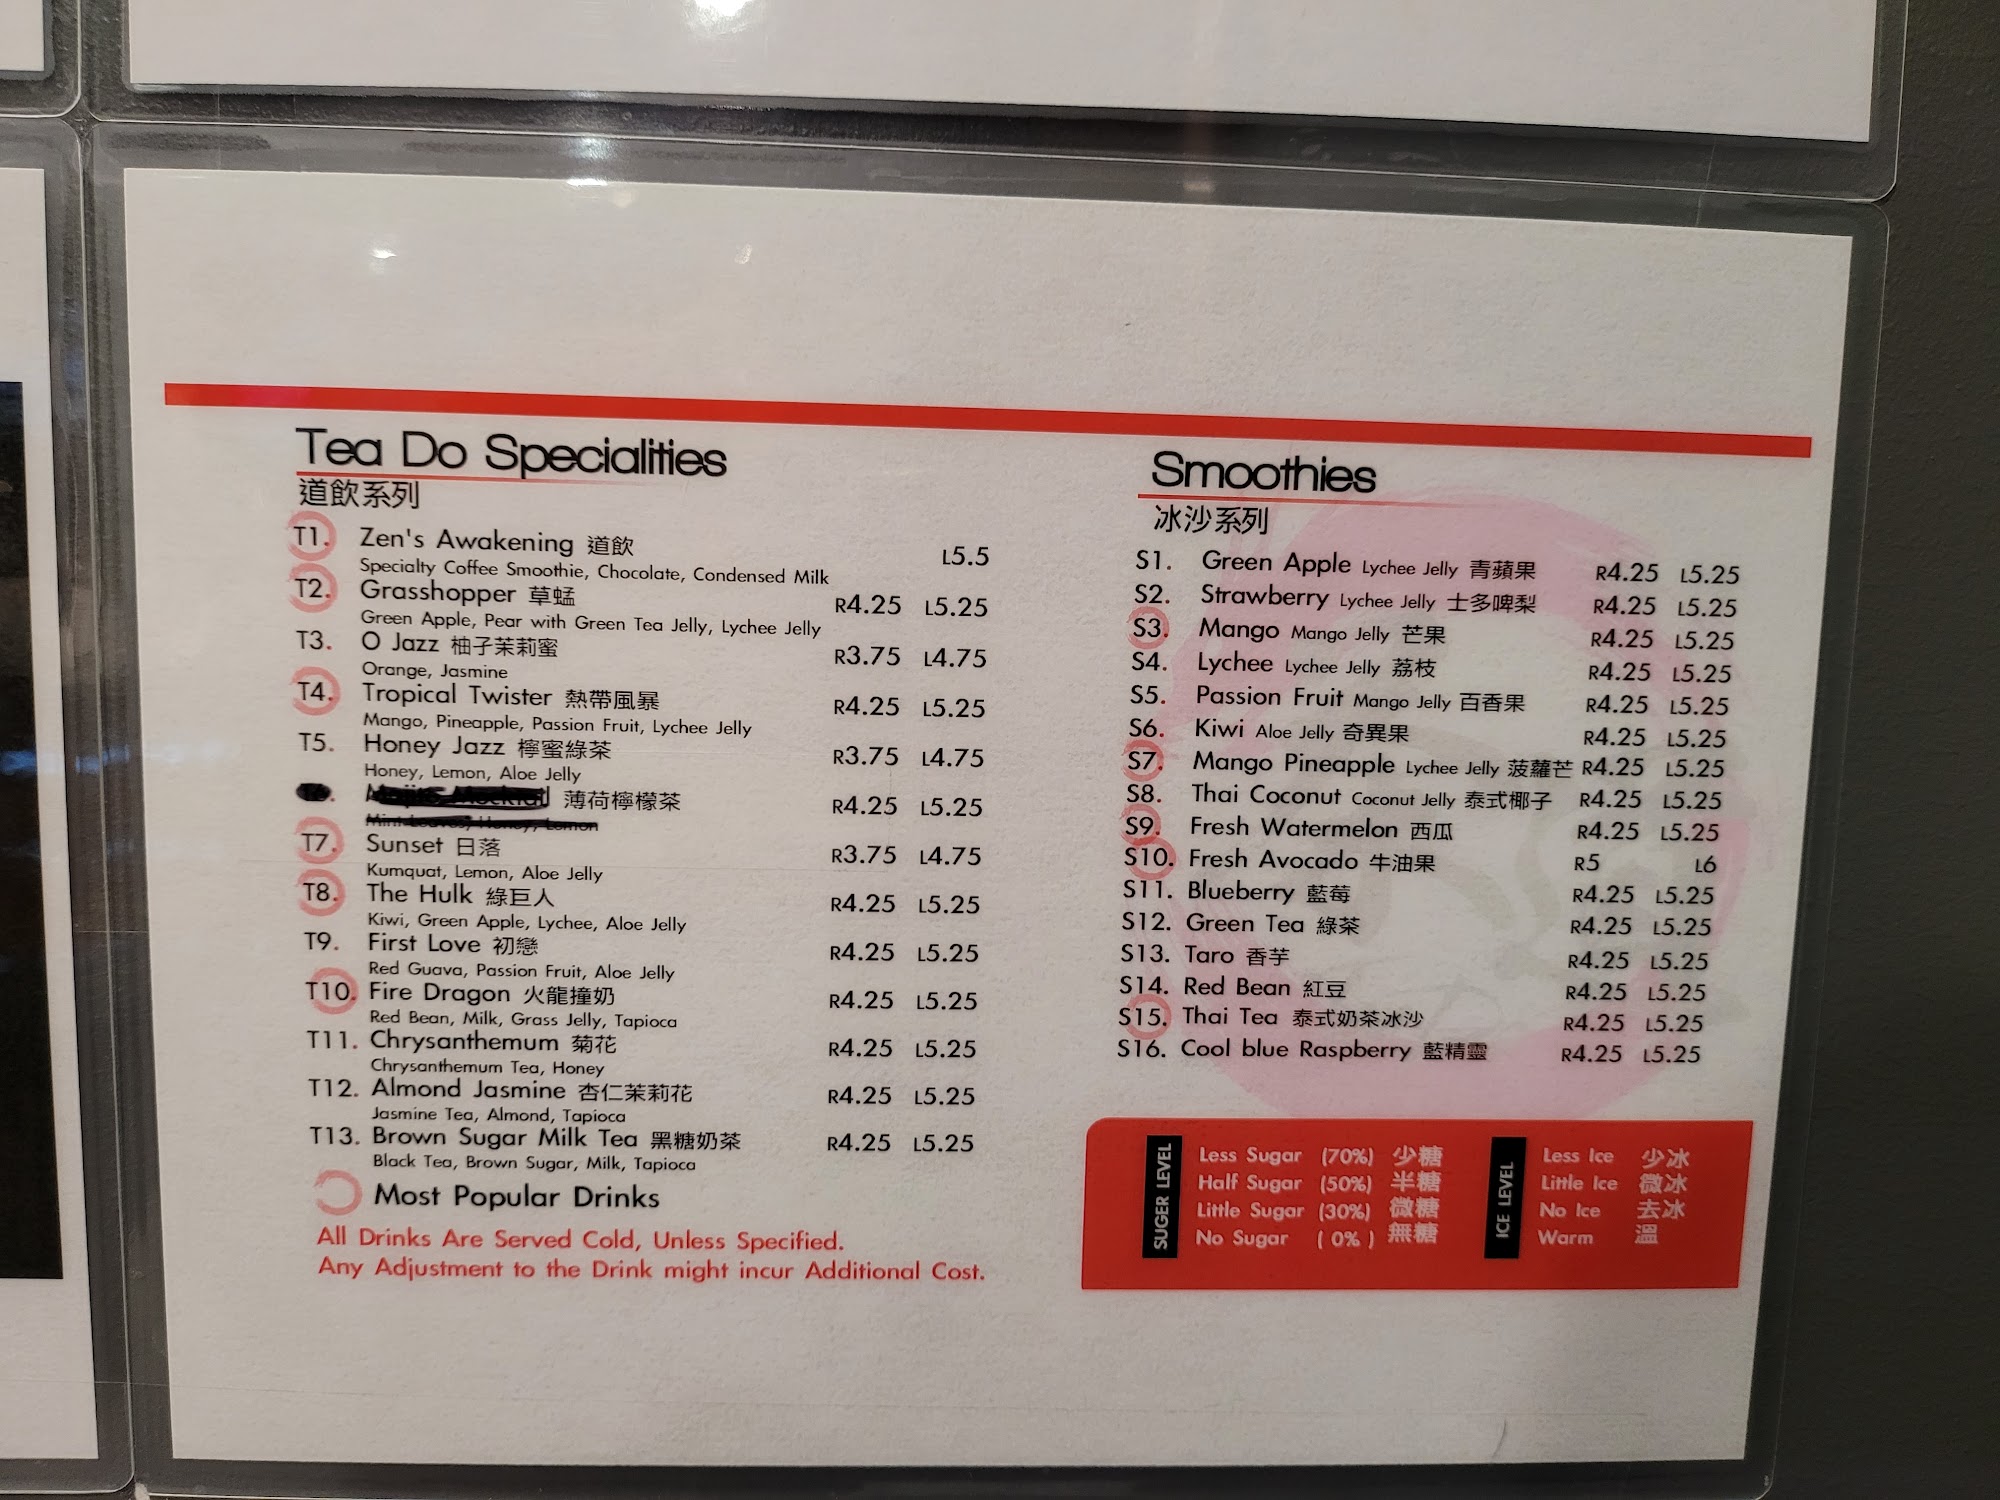 Tea Do Specialities
道飲系列
T1. Zen's Awakening 道飲 L5.5
Specialty Coffee Smoothie, Chocolate, Condensed Milk
T2. Grasshopper 草蜢 R4.25 L5.25
Green Apple, Pear with Green Tea Jelly, Lychee Jelly
T3. O Jazz 柚子茉莉蜜 R3.75 L4.75
Orange, Jasmine
T4. Tropical Twister 熱帶風暴 R4.25 L5.25
Mango, Pineapple, Passion Fruit, Lychee Jelly
T5. Honey Jazz 檸蜜綠茶 R3.75 L4.75
Honey, Lemon, Aloe Jelly
薄荷檸檬茶 R4.25 L5.25
Mint Leaves, Honey, Lemon
T7. Sunset 日落 R3.75 L4.75
Kumquat, Lemon, Aloe Jelly
T8. The Hulk 綠巨人 R4.25 L5.25
Kiwi, Green Apple, Lychee, Aloe Jelly
T9. First Love 初戀 R4.25 L5.25
Red Guava, Passion Fruit, Aloe Jelly
T10. Fire Dragon 火龍撞奶 R4.25 L5.25
Red Bean, Milk, Grass Jelly, Tapioca
T11. Chrysanthemum 菊花 R4.25 L5.25
Chrysanthemum Tea, Honey
T12. Almond Jasmine 杏仁茉莉花 R4.25 L5.25
Jasmine Tea, Almond, Tapioca
T13. Brown Sugar Milk Tea 黑糖奶茶 R4.25 L5.25
Black Tea, Brown Sugar, Milk, Tapioca
Most Popular Drinks
All Drinks Are Served Cold, Unless Specified.
Any Adjustment to the Drink might incur Additional Cost.
Smoothies
冰沙系列
S1. Green Apple Lychee Jelly 青蘋果 R4.25 L5.25
S2. Strawberry Lychee Jelly 士多啤梨 R4.25 L5.25
S3. Mango Mango Jelly 芒果 R4.25 L5.25
S4. Lychee Lychee Jelly 荔枝 R4.25 L5.25
S5. Passion Fruit Mango Jelly 百香果 R4.25 L5.25
S6. Kiwi Aloe Jelly 奇異果 R4.25 L5.25
S7. Mango Pineapple Lychee Jelly 菠蘿芒 R4.25 L5.25
S8. Thai Coconut Coconut Jelly 泰式椰子 R4.25 L5.25
S9. Fresh Watermelon 西瓜 R4.25 L5.25
S10. Fresh Avocado 牛油果 R5 L6
S11. Blueberry 藍莓 R4.25 L5.25
S12. Green Tea 綠茶 R4.25 L5.25
S13. Taro 香芋 R4.25 L5.25
S14. Red Bean 紅豆 R4.25 L5.25
S15. Thai Tea 泰式奶茶冰沙 R4.25 L5.25
S16. Cool blue Raspberry 藍精靈 R4.25 L5.25
SUGER LEVEL
Less Sugar (70%) 少糖
Half Sugar (50%) 半糖
Little Sugar (30%) 微糖
No Sugar ( 0% ) 無糖
ICE LEVEL
Less Ice 少冰
Little Ice 微冰
No Ice 去冰
Warm 溫